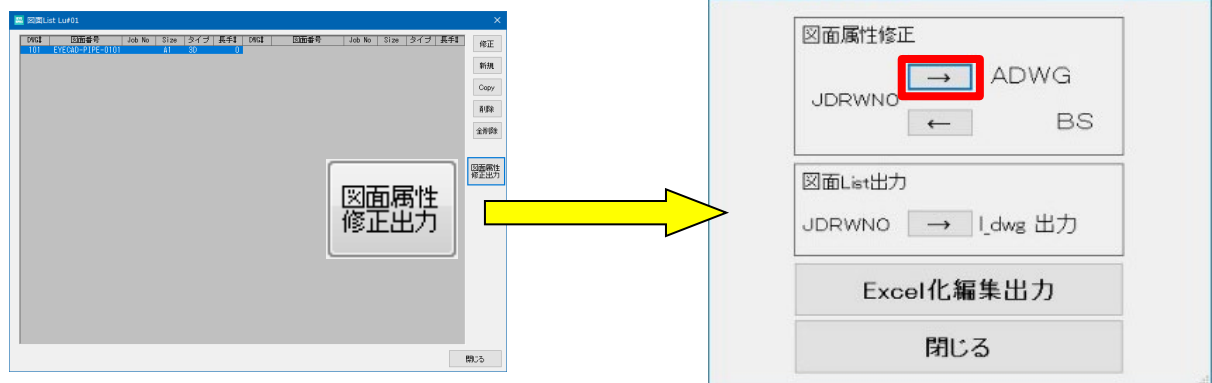 図面List Lu#01
DWG# 図面番号 Job No Size タイプ 長手# DWG# 図面番号 Job No Size タイプ 長手#
101 EYECAD-PIPE-0101 A1 3D 0
修正
新規
Copy
削除
全削除
図面属性
修正出力
図面属性
修正出力
閉じる
図面属性修正
JDRWNO → ADWG
← BS
図面List出力
JDRWNO → l_dwg 出力
Excel化編集出力
閉じる